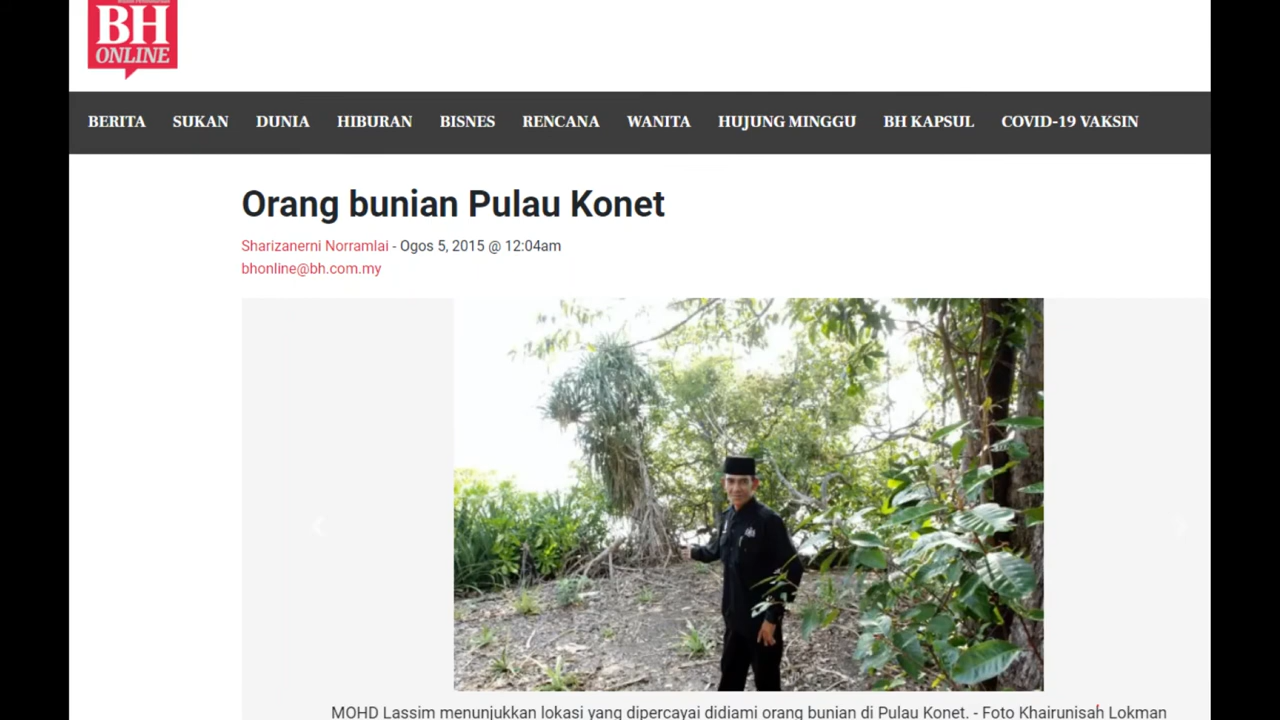 BH
ONLINE
BERITA SUKAN DUNIA HIBURAN BISNES RENCANA WANITA HUJUNG MINGGU BH KAPSUL COVID-19 VAKSIN
Orang bunian Pulau Konet
Sharizanerni Norramlai - Ogos 5, 2015 @ 12:04am
bhonline@bh.com.my
MOHD Lassim menunjukkan lokasi yang dipercayai didiami orang bunian di Pulau Konet. - Foto Khairunisah Lokman